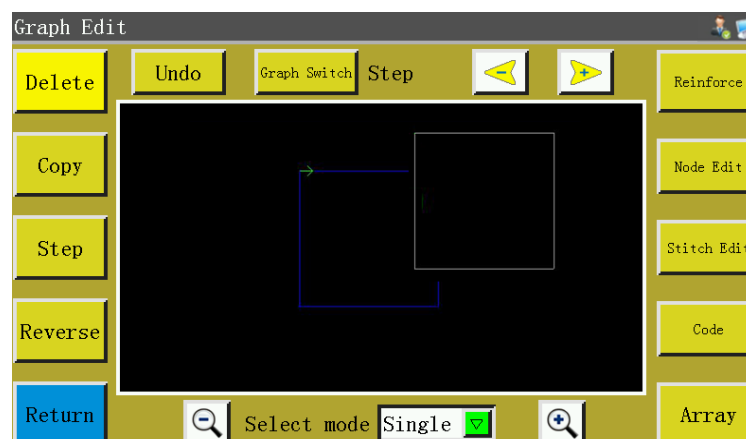 Graph Edit
Delete
Undo
Graph Switch
Step
Reinforce
Copy
Node Edit
Step
Stitch Edit
Reverse
Code
Return
Select mode
Single
Array